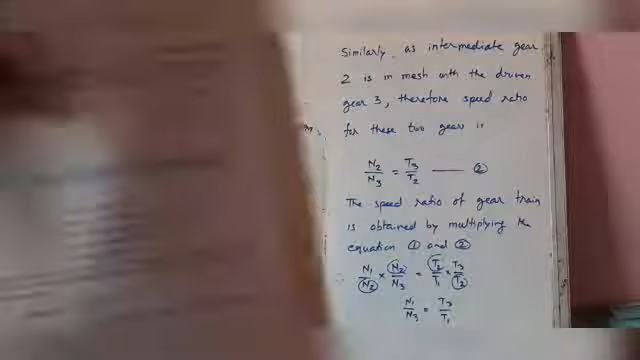 Similarly, as intermediate gear
2 is in mesh with the driven
gear 3, therefore speed ratio
for these two gears is
N2/N3 = T3/T2 —— ②
The speed ratio of gear train
is obtained by multiplying the
equation ① and ②
∴ N1/N2 × N2/N3 = T2/T1 × T3/T2
N1/N3 = T3/T1